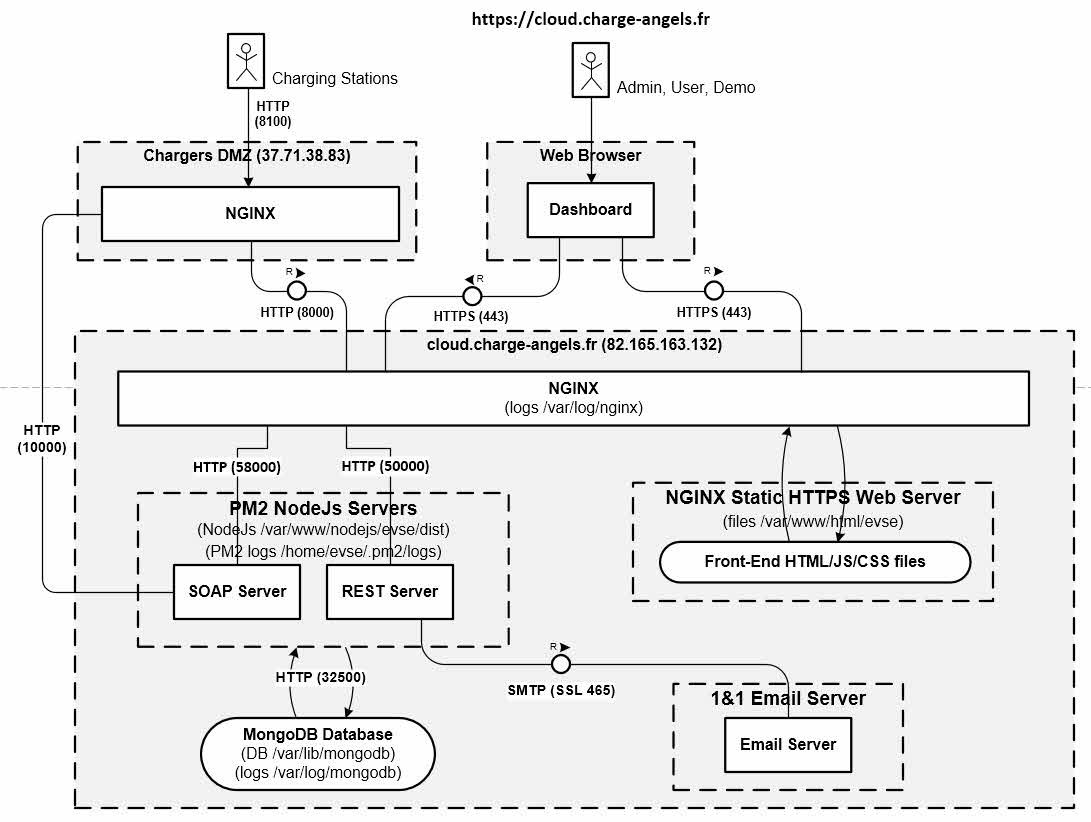 https://cloud.charge-angels.fr
Charging Stations
Admin, User, Demo
HTTP
(8100)
Chargers DMZ (37.71.38.83)
Web Browser
NGINX
Dashboard
R
R
R
HTTP (8000)
HTTPS (443)
HTTPS (443)
cloud.charge-angels.fr (82.165.163.132)
NGINX
(logs /var/log/nginx)
HTTP
(10000)
HTTP (58000)
HTTP (50000)
PM2 NodeJs Servers
(NodeJs /var/www/nodejs/evse/dist)
(PM2 logs /home/evse/.pm2/logs)
SOAP Server
REST Server
NGINX Static HTTPS Web Server
(files /var/www/html/evse)
Front-End HTML/JS/CSS files
R
HTTP (32500)
SMTP (SSL 465)
1&1 Email Server
Email Server
MongoDB Database
(DB /var/lib/mongodb)
(logs /var/log/mongodb)